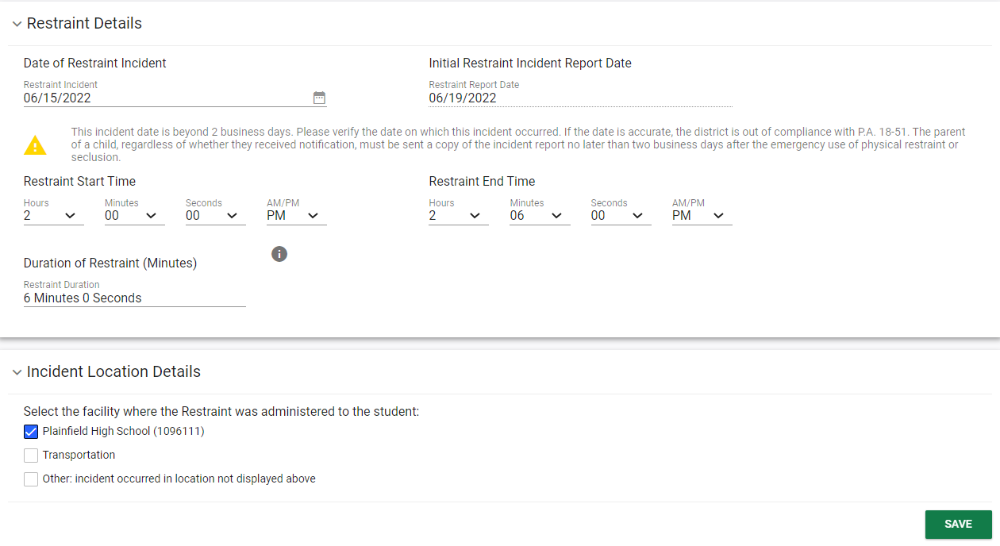 Restraint Details
Date of Restraint Incident
Initial Restraint Incident Report Date
Restraint Incident
Restraint Report Date
06/15/2022
06/19/2022
This incident date is beyond 2 business days. Please verify the date on which this incident occurred. If the date is accurate, the district is out of compliance with P.A. 18-51. The parent
of a child, regardless of whether they received notification, must be sent a copy of the incident report no later than two business days after the emergency use of physical restraint or
seclusion.
Restraint Start Time
Restraint End Time
Hours Minutes Seconds AM/PM
Hours Minutes Seconds AM/PM
2 00 00 PM
2 06 00 PM
Duration of Restraint (Minutes)
Restraint Duration
6 Minutes 0 Seconds
Incident Location Details
Select the facility where the Restraint was administered to the student:
Plainfield High School (1096111)
Transportation
Other: incident occurred in location not displayed above
SAVE